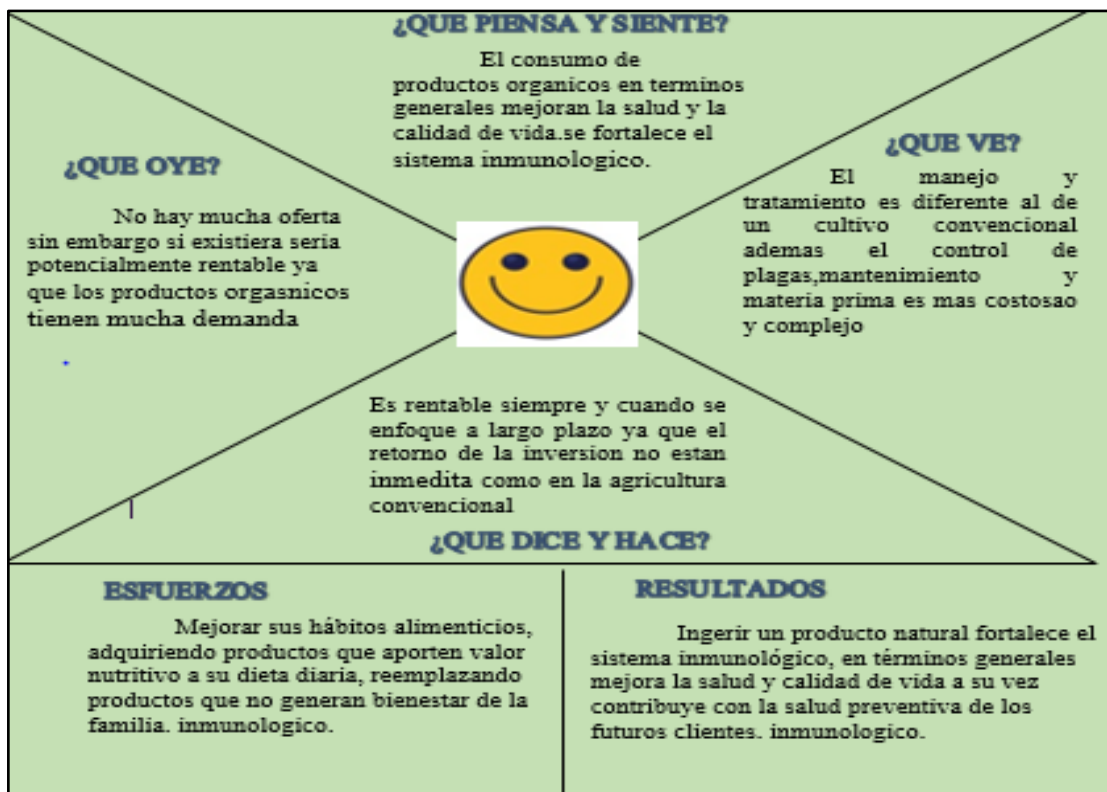 ¿QUE PIENSA Y SIENTE?
El consumo de
productos organicos en terminos
generales mejoran la salud y la
calidad de vida.se fortalece el
sistema inmunologico.
¿QUE OYE?
No hay mucha oferta
sin embargo si existiera seria
potencialmente rentable ya
que los productos orgasnicos
tienen mucha demanda
¿QUE VE?
El manejo y
tratamiento es diferente al de
un cultivo convencional
ademas el control de
plagas,mantenimiento y
materia prima es mas costosao
y complejo
Es rentable siempre y cuando se
enfoque a largo plazo ya que el
retorno de la inversion no estan
inmedita como en la agricultura
convencional
¿QUE DICE Y HACE?
ESFUERZOS
Mejorar sus hábitos alimenticios,
adquiriendo productos que aporten valor
nutritivo a su dieta diaria, reemplazando
productos que no generan bienestar de la
familia. inmunologico.
RESULTADOS
Ingerir un producto natural fortalece el
sistema inmunológico, en términos generales
mejora la salud y calidad de vida a su vez
contribuye con la salud preventiva de los
futuros clientes. inmunologico.